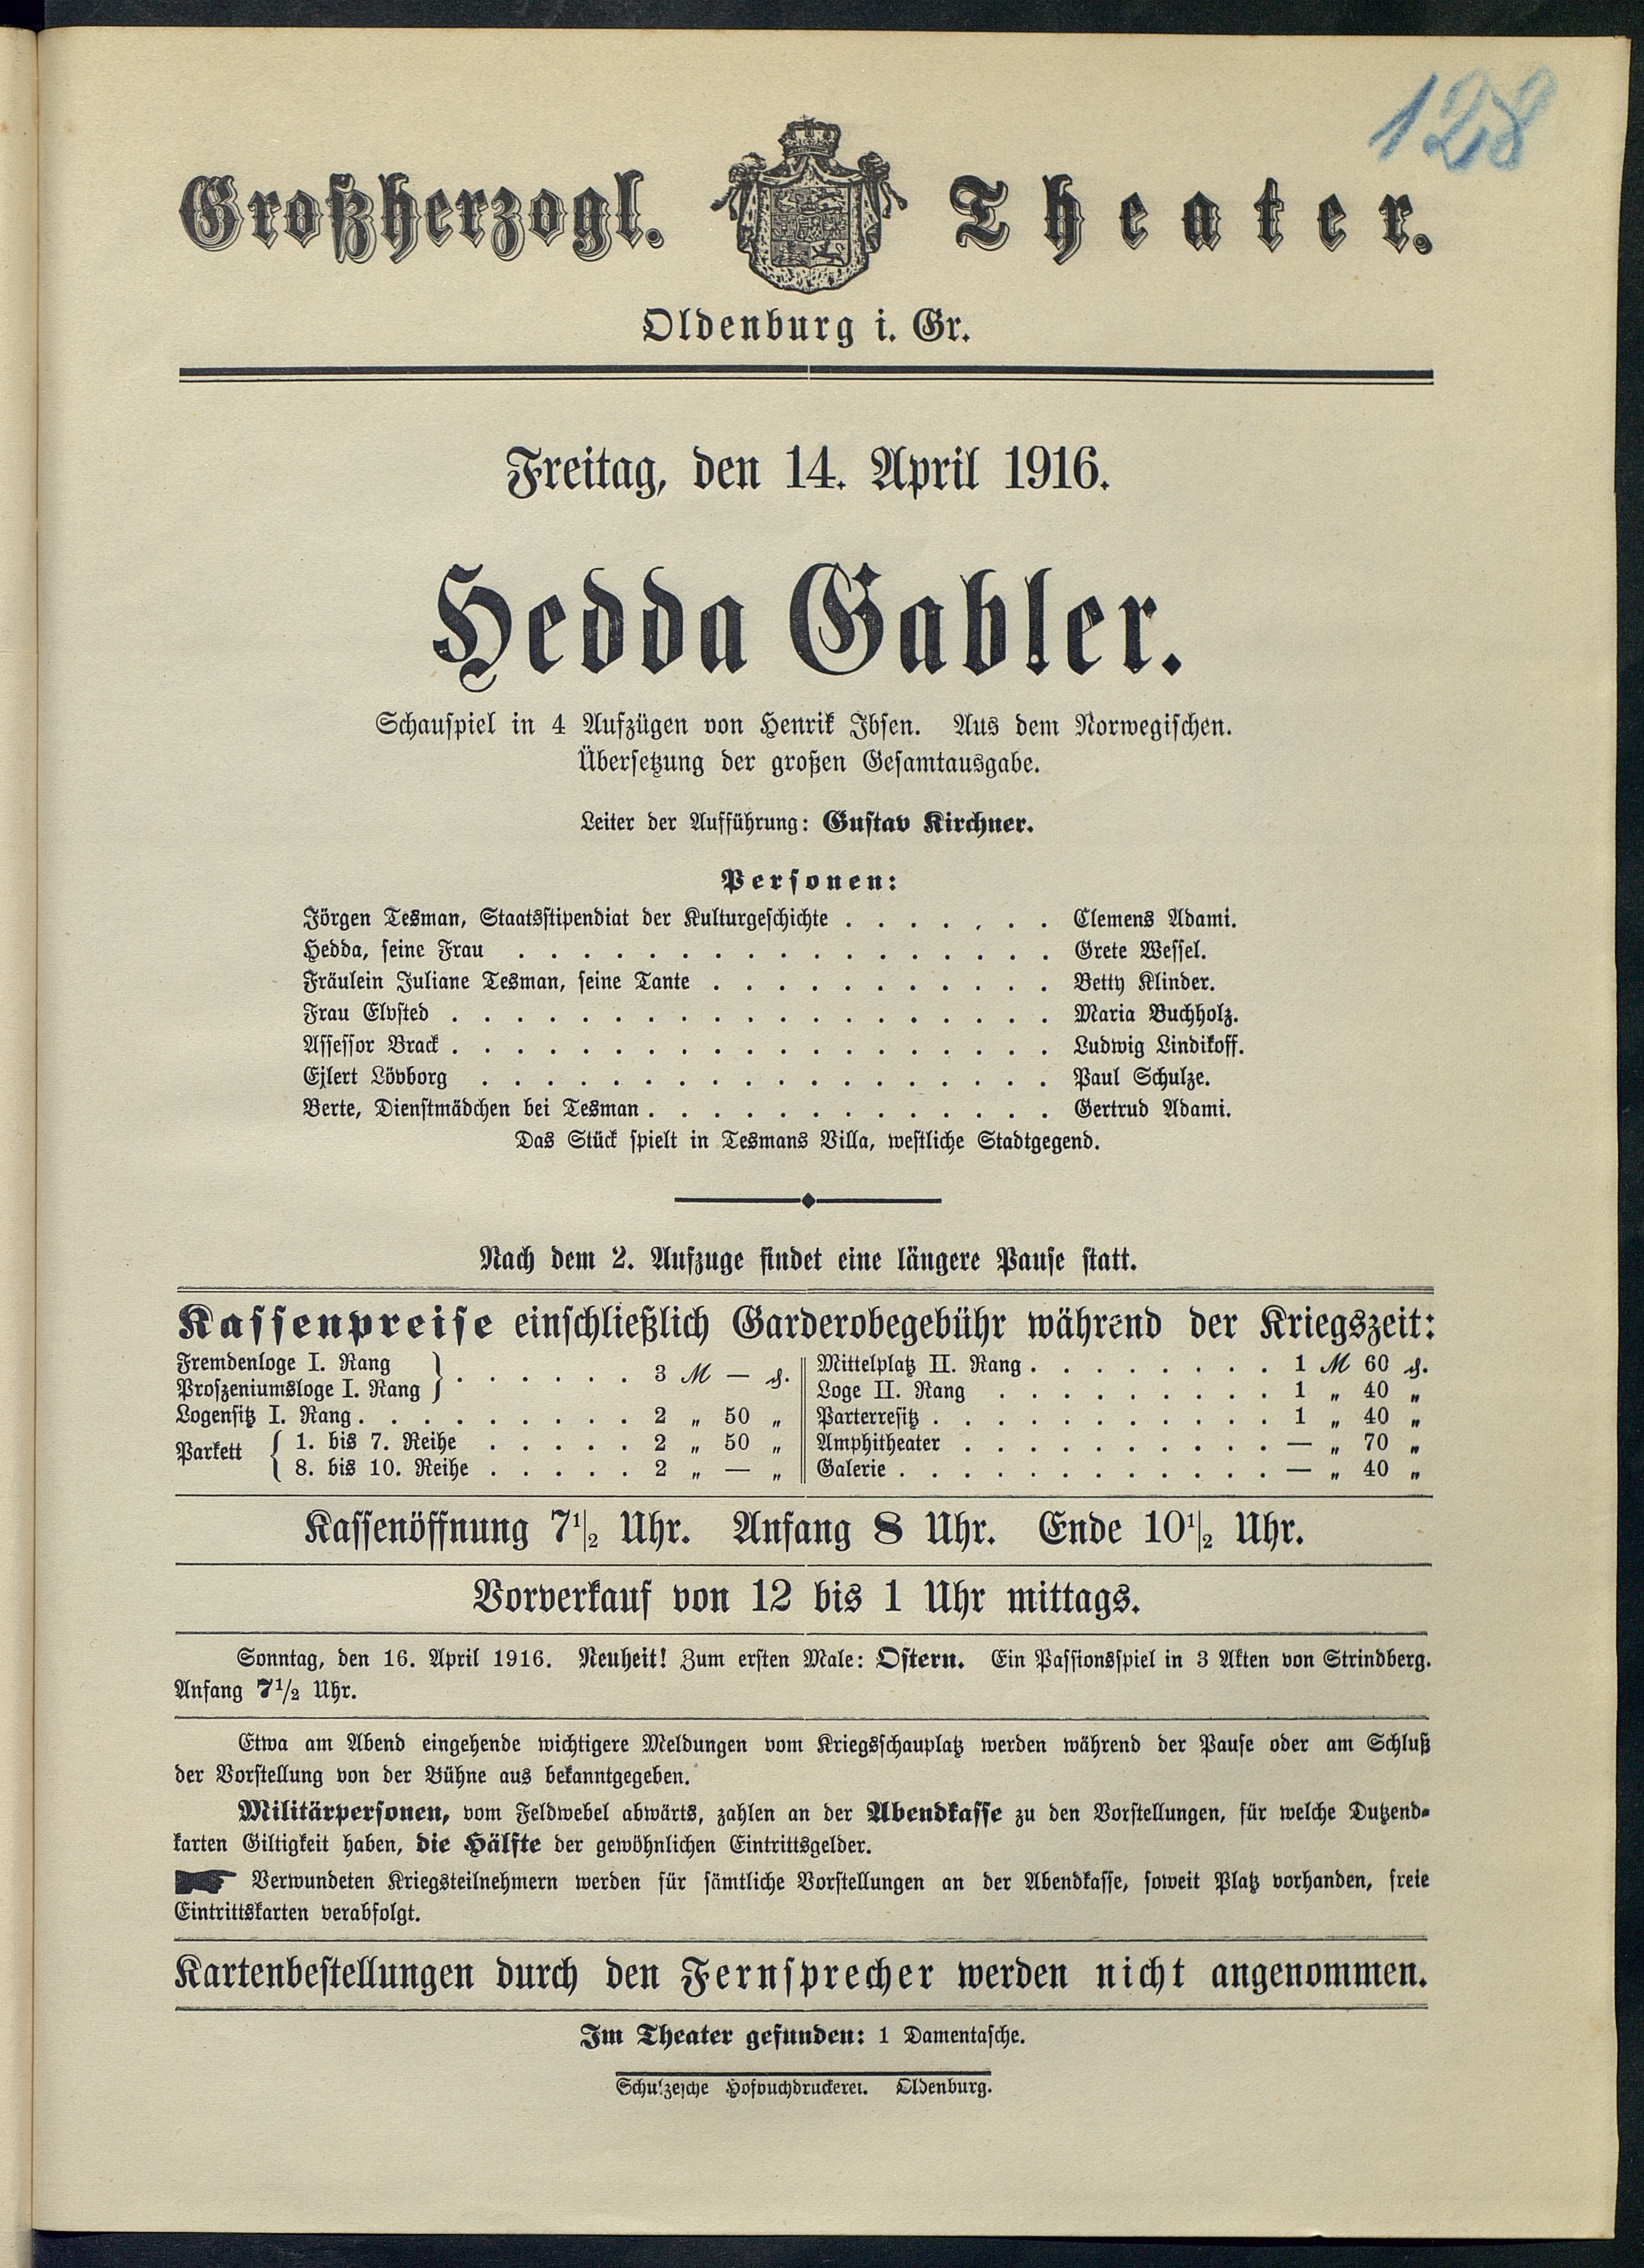 128
Großherzogl. Theater.
Oldenburg i. Gr.
Freitag, den 14. April 1916.
Hedda Gabler.
Schauspiel in 4 Aufzügen von Henrik Ibsen. Aus dem Norwegischen.
Übersetzung der großen Gesamtausgabe.
Leiter der Aufführung: Gustav Kirchner.
Personen:
Jörgen Tesman, Staatsstipendiat der Kulturgeschichte . . . . . . . Clemens Adami.
Hedda, seine Frau . . . . . . . . . . . . . . . . . Grete Wessel.
Fräulein Juliane Tesman, seine Tante . . . . . . . . . . . Betty Klinder.
Frau Elvsted . . . . . . . . . . . . . . . . . . . Maria Buchholz.
Assessor Brack . . . . . . . . . . . . . . . . . . . Ludwig Lindikoff.
Ejlert Lövborg . . . . . . . . . . . . . . . . . . Paul Schulze.
Berte, Dienstmädchen bei Tesman . . . . . . . . . . . . . Gertrud Adami.
Das Stück spielt in Tesmans Villa, westliche Stadtgegend.
Nach dem 2. Aufzuge findet eine längere Pause statt.
Kassenpreise einschließlich Garderobegebühr während der Kriegszeit:
Fremdenloge I. Rang
Proszeniumsloge I. Rang } . . . . . . 3 M — ₰.
Logensitz I. Rang . . . . . . . . . 2 „ 50 „
Parkett { 1. bis 7. Reihe . . . . . 2 „ 50 „
8. bis 10. Reihe . . . . . 2 „ — „
Mittelplatz II. Rang . . . . . . . . 1 M 60 ₰.
Loge II. Rang . . . . . . . . . 1 „ 40 „
Parterresitz . . . . . . . . . . . 1 „ 40 „
Amphitheater . . . . . . . . . . — „ 70 „
Galerie . . . . . . . . . . . . — „ 40 „
Kassenöffnung 7 1/2 Uhr. Anfang 8 Uhr. Ende 10 1/2 Uhr.
Vorverkauf von 12 bis 1 Uhr mittags.
Sonntag, den 16. April 1916. Neuheit! Zum ersten Male: Ostern. Ein Passionsspiel in 3 Akten von Strindberg.
Anfang 7 1/2 Uhr.
Etwa am Abend eingehende wichtigere Meldungen vom Kriegsschauplatz werden während der Pause oder am Schluß
der Vorstellung von der Bühne aus bekanntgegeben.
Militärpersonen, vom Feldwebel abwärts, zahlen an der Abendkasse zu den Vorstellungen, für welche Dutzend-
karten Giltigkeit haben, die Hälfte der gewöhnlichen Eintrittsgelder.
Verwundeten Kriegsteilnehmern werden für sämtliche Vorstellungen an der Abendkasse, soweit Platz vorhanden, freie
Eintrittskarten verabfolgt.
Kartenbestellungen durch den Fernsprecher werden nicht angenommen.
Im Theater gefunden: 1 Damentasche.
Schulzesche Hofbuchdruckerei. Oldenburg.